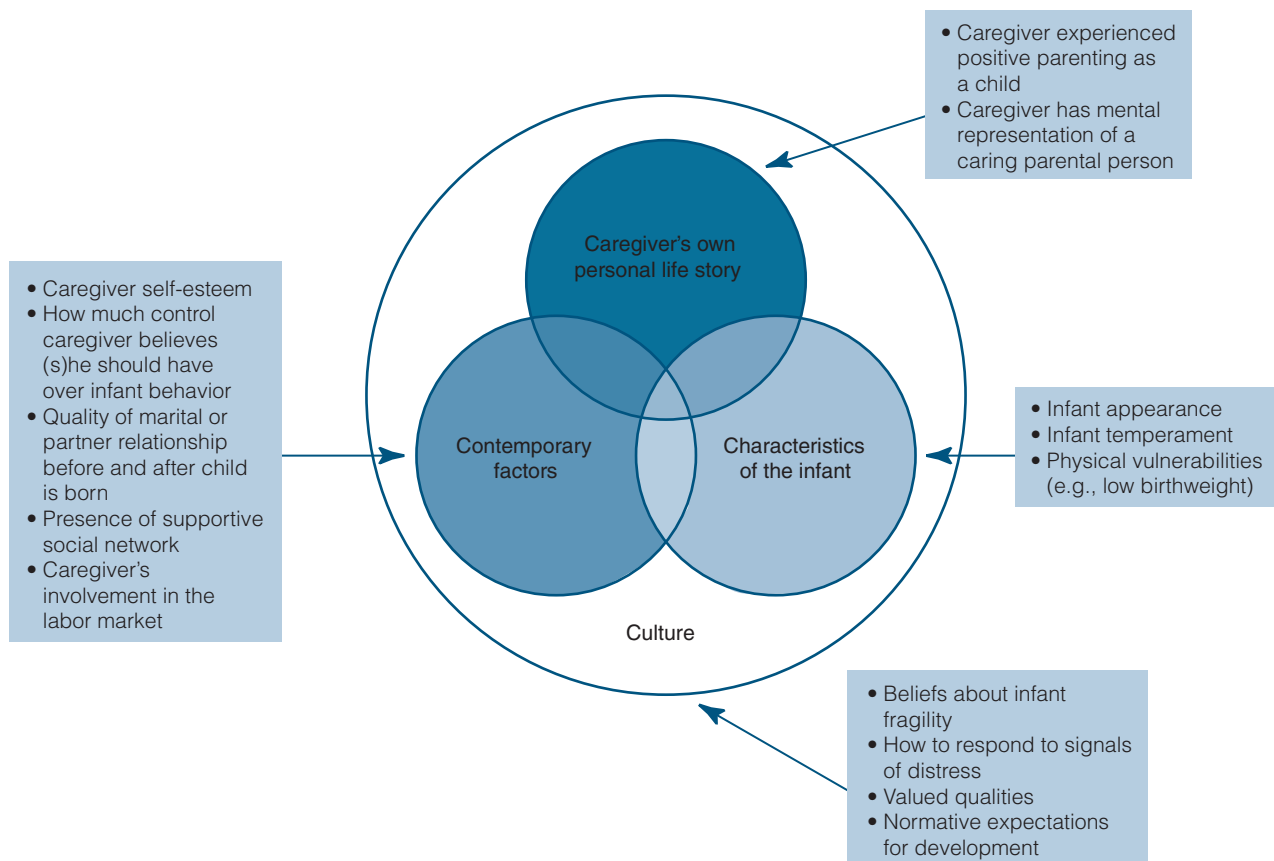 • Caregiver experienced
positive parenting as
a child
• Caregiver has mental
representation of a
caring parental person
Caregiver's own
personal life story
• Caregiver self-esteem
• How much control
caregiver believes
(s)he should have
over infant behavior
• Quality of marital or
partner relationship
before and after child
is born
• Presence of supportive
social network
• Caregiver's
involvement in the
labor market
Contemporary
factors
Characteristics
of the infant
• Infant appearance
• Infant temperament
• Physical vulnerabilities
(e.g., low birthweight)
Culture
• Beliefs about infant
fragility
• How to respond to signals
of distress
• Valued qualities
• Normative expectations
for development